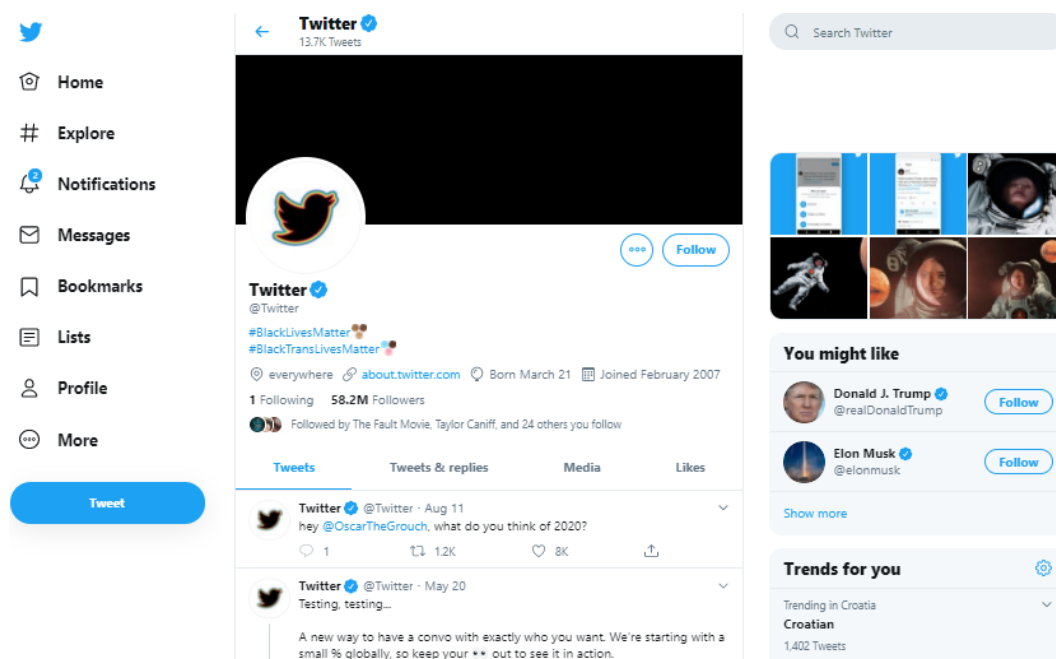 Twitter
13.7K Tweets
Search Twitter
Home
Explore
2
Notifications
Messages
Bookmarks
Lists
Profile
More
Tweet
Follow
Twitter
@Twitter
#BlackLivesMatter
#BlackTransLivesMatter
everywhere about.twitter.com Born March 21 Joined February 2007
1 Following 58.2M Followers
Followed by The Fault Movie, Taylor Caniff, and 24 others you follow
Tweets Tweets & replies Media Likes
Twitter @Twitter · Aug 11
hey @OscarTheGrouch, what do you think of 2020?
1 1.2K 8K
Twitter @Twitter · May 20
Testing, testing...
A new way to have a convo with exactly who you want. We're starting with a
small % globally, so keep your 👀 out to see it in action.
You might like
Donald J. Trump
@realDonaldTrump
Follow
Elon Musk
@elonmusk
Follow
Show more
Trends for you
Trending in Croatia
Croatian
1,402 Tweets